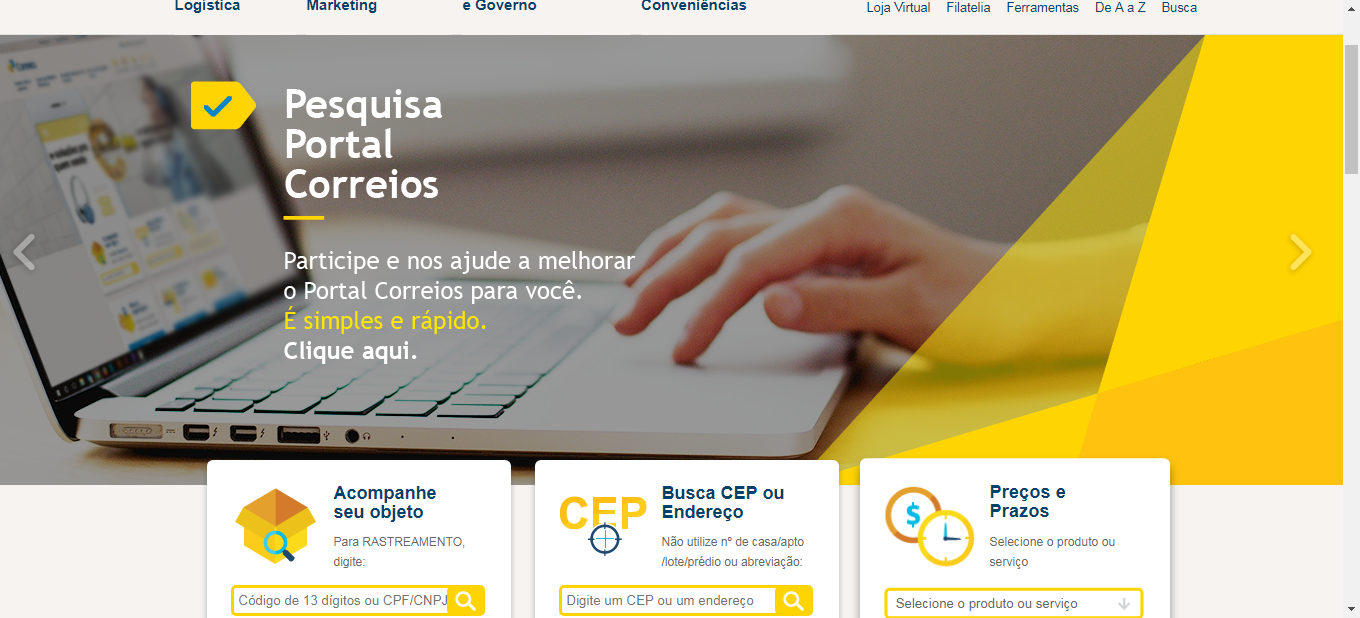 Logística
Marketing
e Governo
Conveniências
Loja Virtual
Filatelia
Ferramentas
De A a Z
Busca
Pesquisa
Portal
Correios
Participe e nos ajude a melhorar
o Portal Correios para você.
É simples e rápido.
Clique aqui.
Acompanhe
seu objeto
Para RASTREAMENTO,
digite:
Código de 13 dígitos ou CPF/CNPJ
CEP
Busca CEP ou
Endereço
Não utilize nº de casa/apto
/lote/prédio ou abreviação:
Digite um CEP ou um endereço
$
Preços e
Prazos
Selecione o produto ou
serviço
Selecione o produto ou serviço